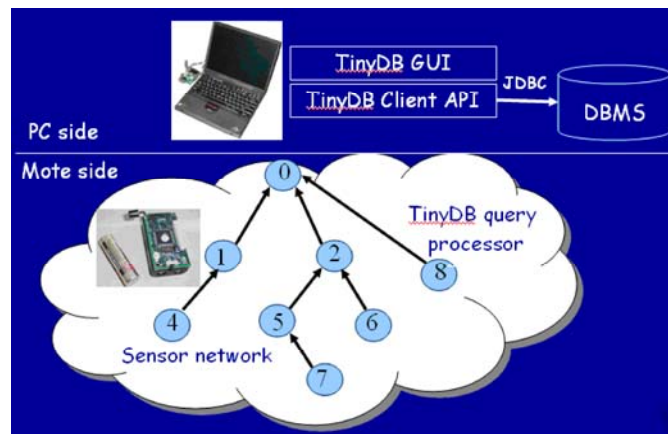 TinyDB GUI
TinyDB Client API
JDBC
DBMS
PC side
Mote side
0
TinyDB query
processor
1
2
8
4
5
6
Sensor network
7